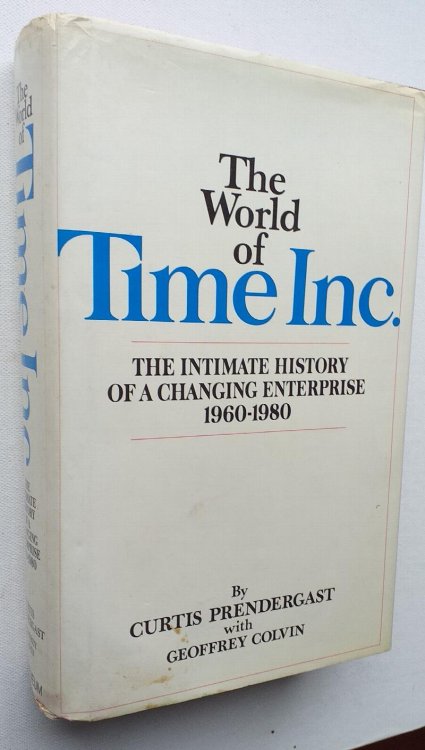 The
World
of
Time Inc.
THE INTIMATE HISTORY
OF A CHANGING ENTERPRISE
1960-1980
By
CURTIS PRENDERGAST
with
GEOFFREY COLVIN
The
World
of
Time Inc.